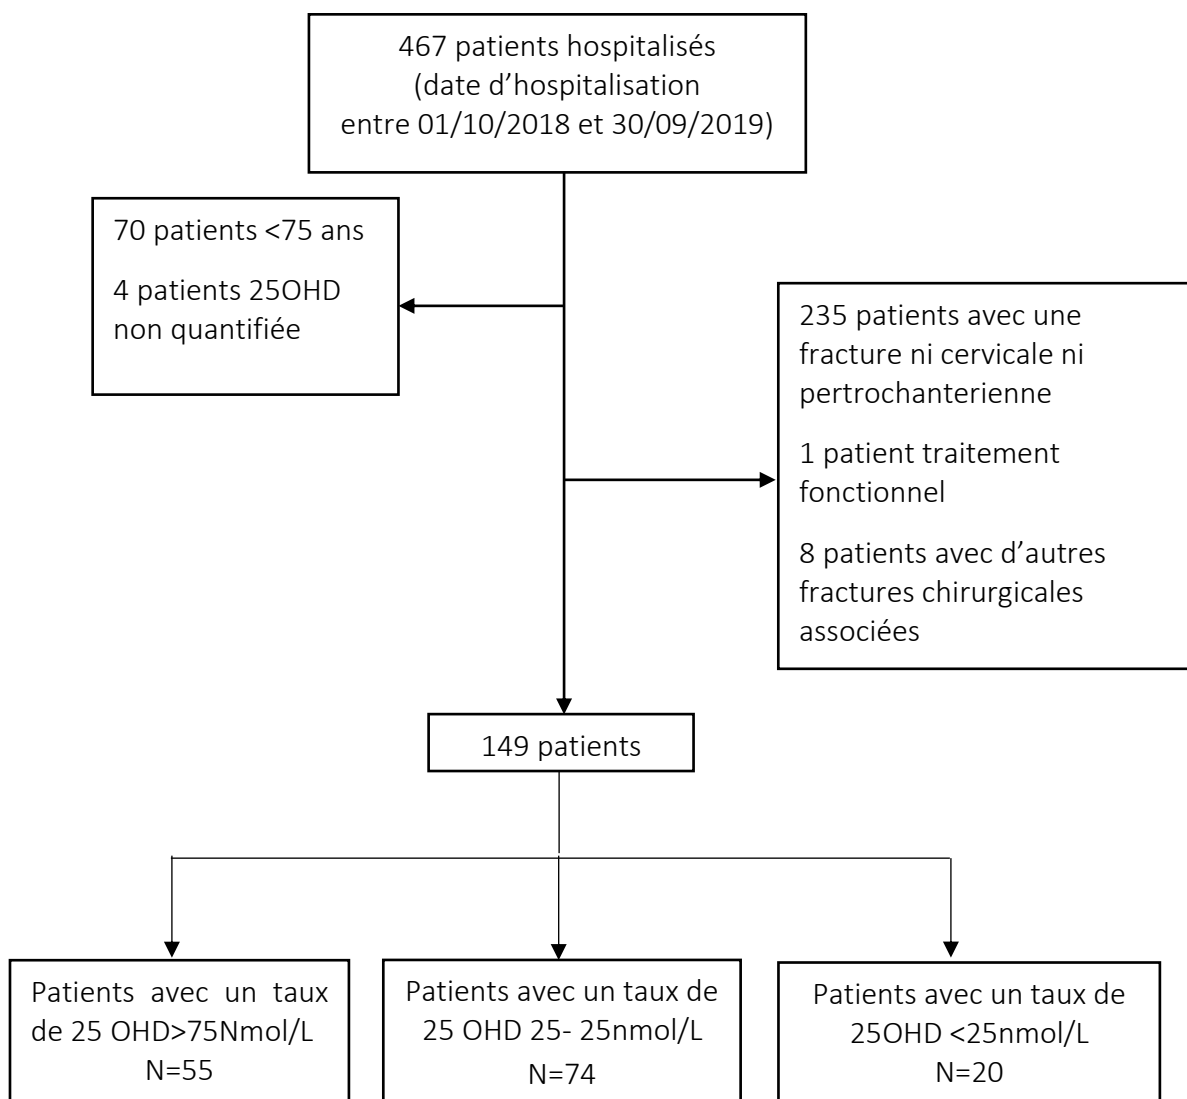 467 patients hospitalisés
(date d’hospitalisation
entre 01/10/2018 et 30/09/2019)
70 patients <75 ans
4 patients 25OHD
non quantifiée
235 patients avec une
fracture ni cervicale ni
pertrochanterienne
1 patient traitement
fonctionnel
8 patients avec d’autres
fractures chirurgicales
associées
149 patients
Patients avec un taux
de 25 OHD>75Nmol/L
N=55
Patients avec un taux de
25 OHD 25- 25nmol/L
N=74
Patients avec un taux de
25OHD <25nmol/L
N=20